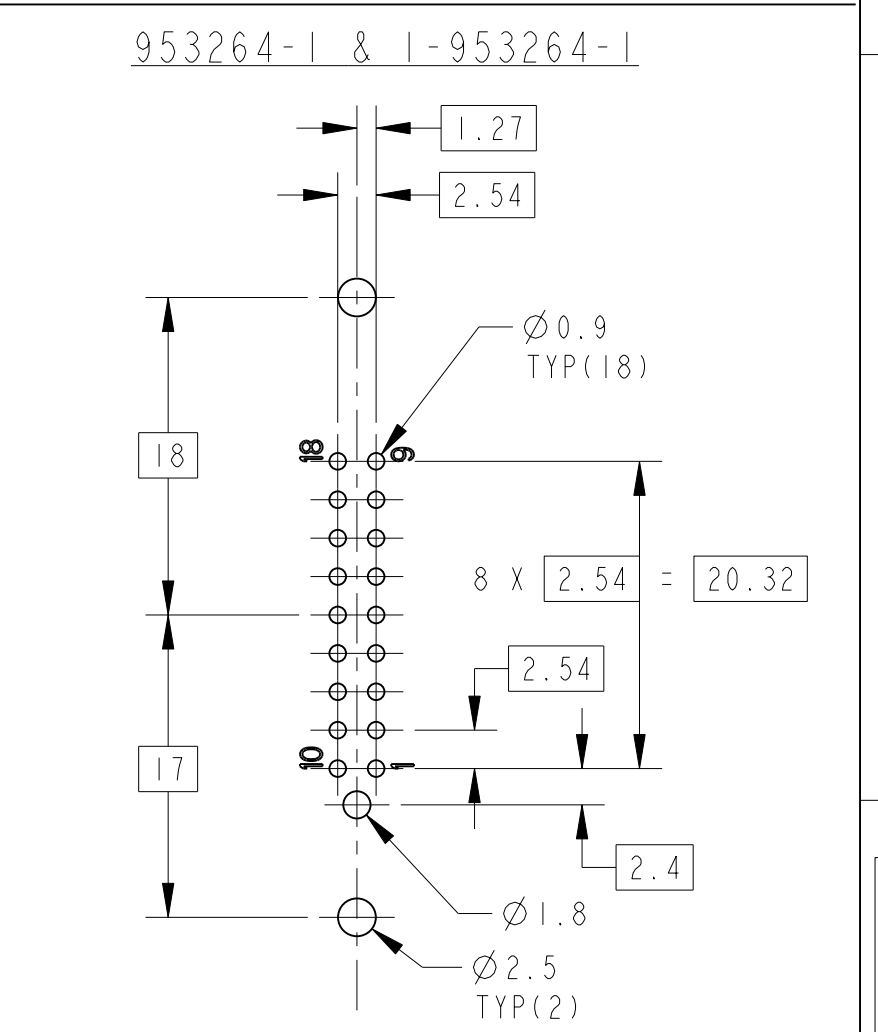 953264-1 & 1-953264-1
1.27
2.54
Ø0.9
TYP(18)
18
9
18
8 X 2.54 = 20.32
2.54
17
10
1
2.4
Ø1.8
Ø2.5
TYP(2)